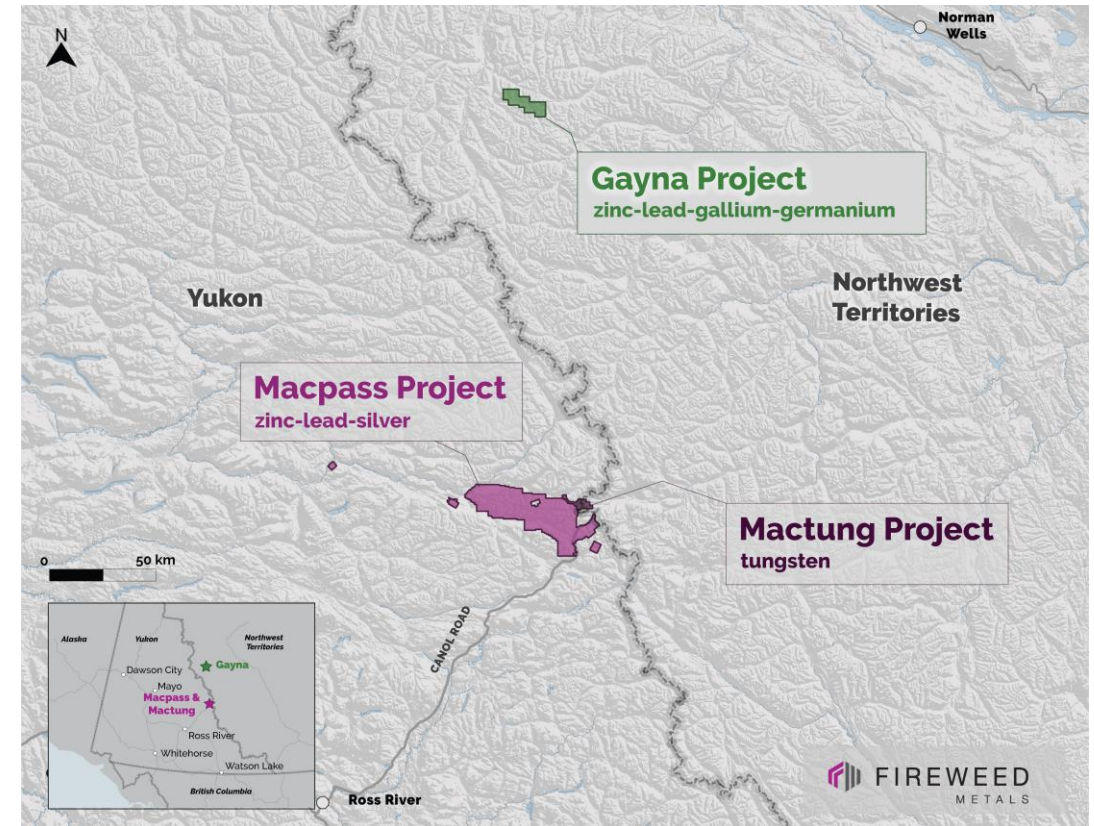 N
Norman
Wells
Gayna Project
zinc-lead-gallium-germanium
Yukon
Northwest
Territories
Macpass Project
zinc-lead-silver
Mactung Project
tungsten
0 50 km
CANOL ROAD
Alaska
Yukon
Northwest
Territories
Gayna
Dawson City
Mayo
Macpass &
Mactung
Ross River
Whitehorse
Watson Lake
British Columbia
Ross River
FIREWEED
METALS